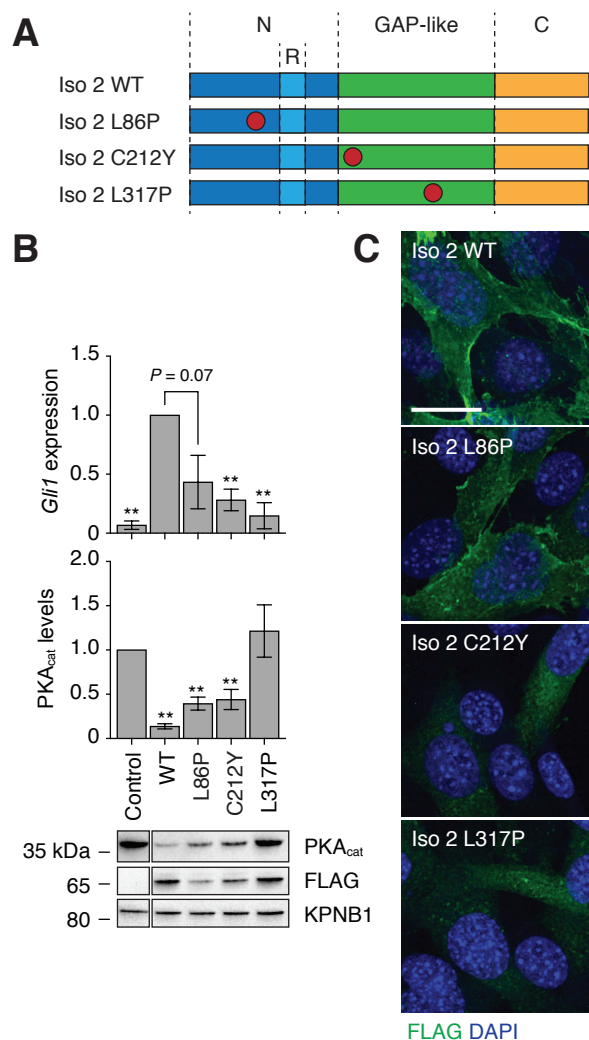 A
N
GAP-like
C
R
Iso 2 WT
Iso 2 L86P
Iso 2 C212Y
Iso 2 L317P
B
1.5
1.0
0.5
0
Gli1 expression
P = 0.07
**
**
**
2.0
1.5
1.0
0.5
0
PKAcat levels
**
**
**
Control
WT
L86P
C212Y
L317P
35 kDa –
PKAcat
65 –
FLAG
80 –
KPNB1
C
Iso 2 WT
Iso 2 L86P
Iso 2 C212Y
Iso 2 L317P
FLAG DAPI